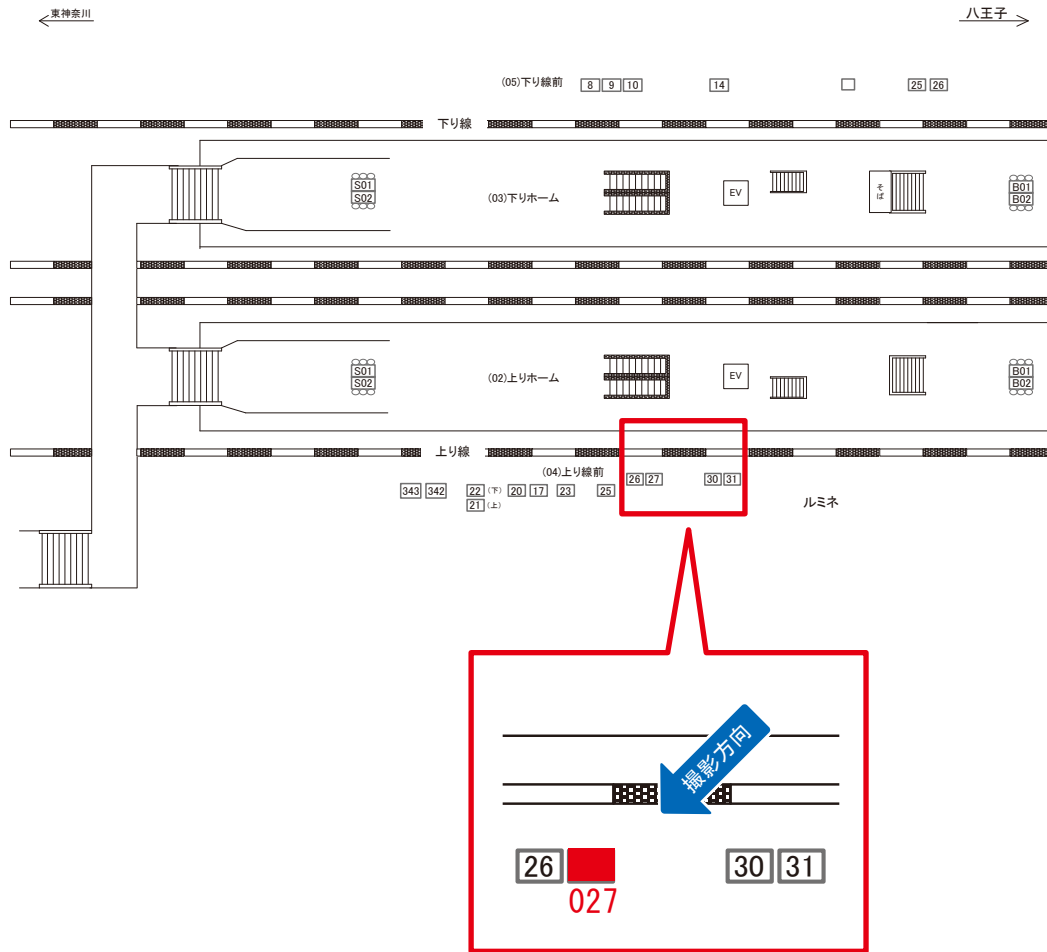 東神奈川
八王子
(05)下り線前
8 9 10
14
25 26
下り線
S01
S02
(03)下りホーム
EV
そば
B01
B02
S01
S02
(02)上りホーム
EV
B01
B02
上り線
(04)上り線前
343 342
22 (下) 20 17 23 25
21 (上)
26 27
30 31
ルミネ
撮影方向
26
30 31
027